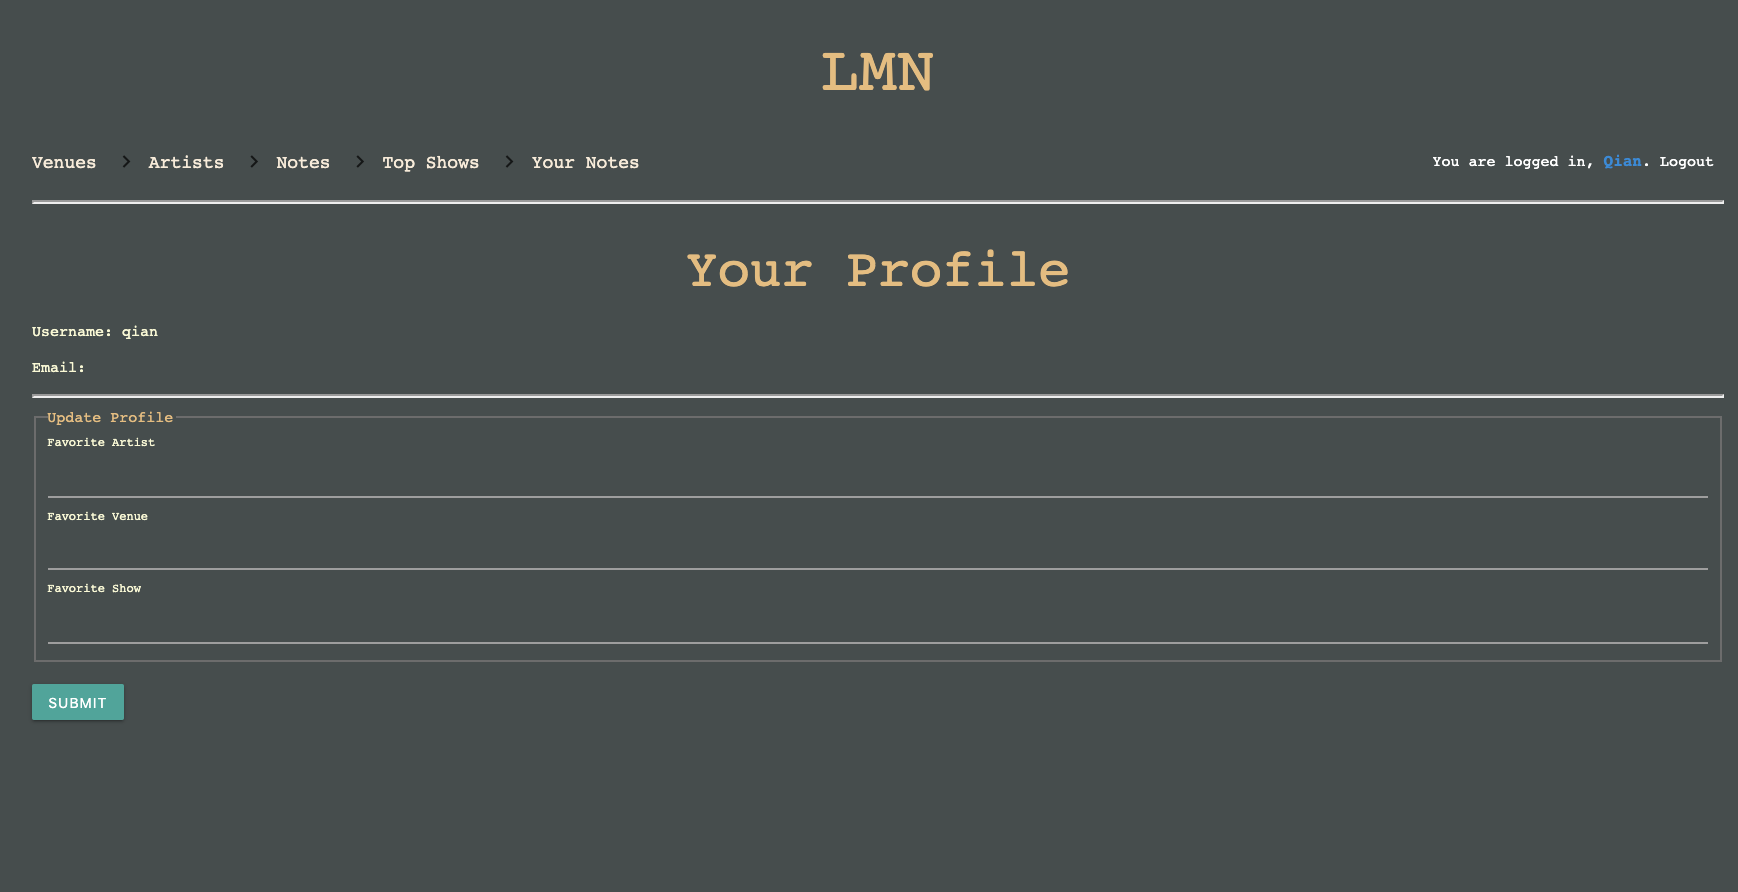 LMN
Venues > Artists > Notes > Top Shows > Your Notes
You are logged in, Qian. Logout
Your Profile
Username: qian
Email:
Update Profile
Favorite Artist
Favorite Venue
Favorite Show
SUBMIT